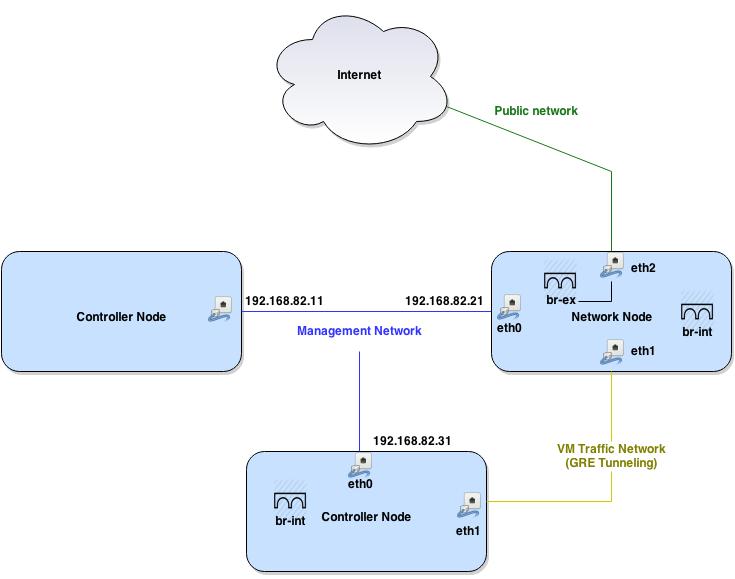 Internet
Public network
eth2
192.168.82.11
192.168.82.21
br-ex
Controller Node
eth0
Network Node
br-int
Management Network
eth1
192.168.82.31
VM Traffic Network
(GRE Tunneling)
eth0
br-int
Controller Node
eth1